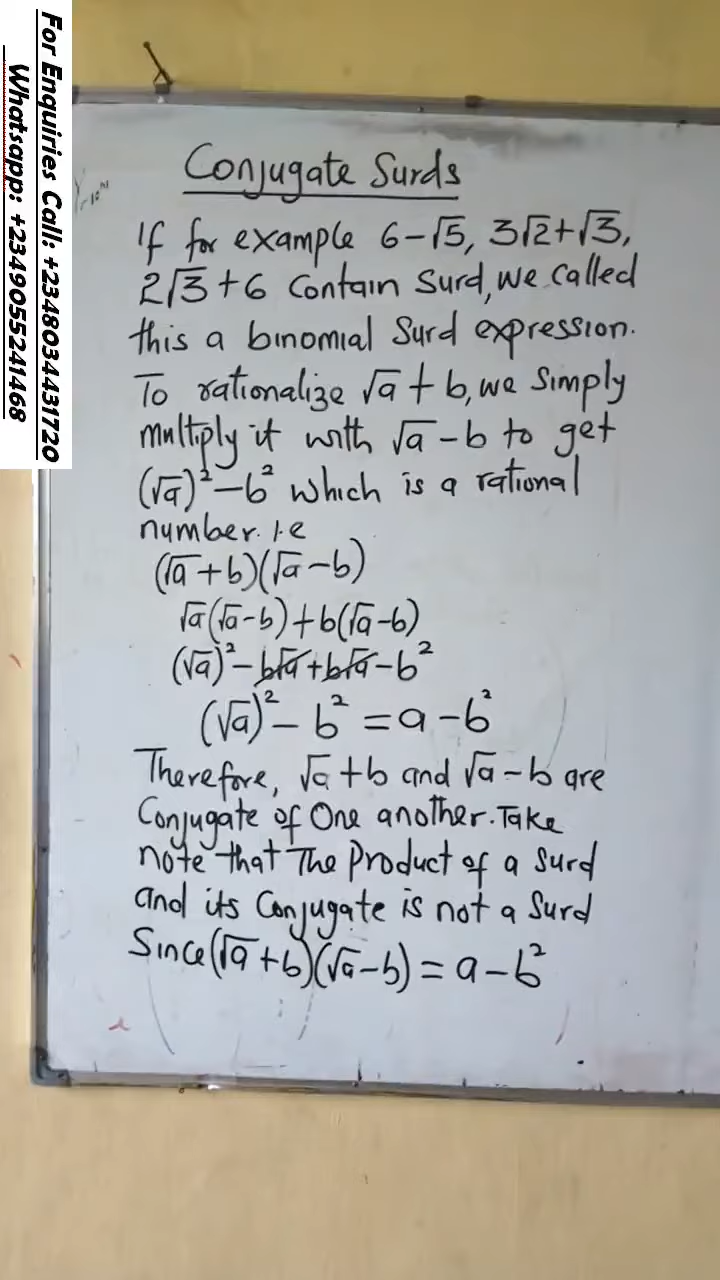 For Enquiries Call: +2348034431720
Whatsapp: +2349055241468
Conjugate Surds
If for example 6-√5, 3√2+√3,
2√3+6 Contain Surd, we called
this a binomial Surd expression.
To rationalize √a + b, we Simply
multiply it with √a - b to get
(√a)² - b² which is a rational
number. i.e
(√a + b)(√a - b)
√a(√a - b) + b(√a - b)
(√a)² - b√a + b√a - b²
(√a)² - b² = a - b²
Therefore, √a + b and √a - b are
Conjugate of One another. Take
note that The Product of a Surd
and its Conjugate is not a Surd
Since (√a + b)(√a - b) = a - b²